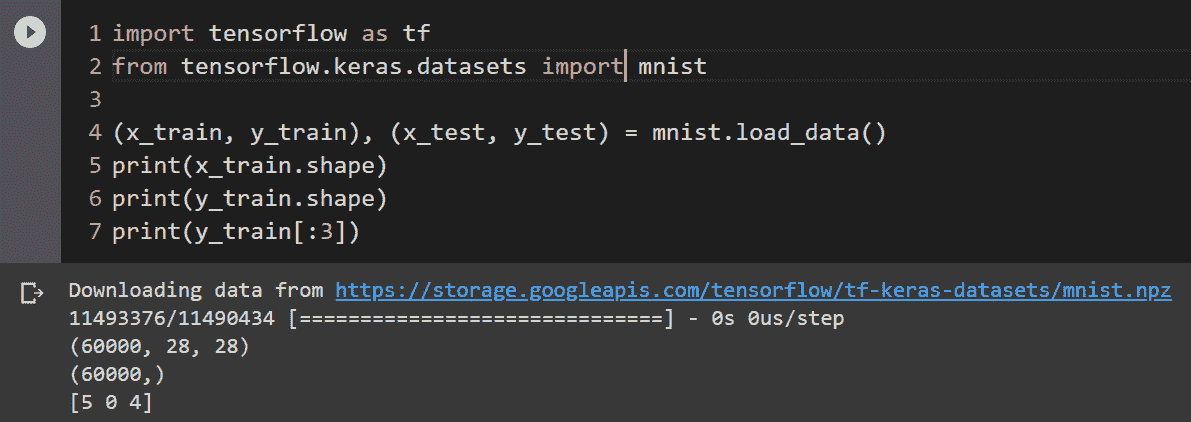 1 import tensorflow as tf
2 from tensorflow.keras.datasets import mnist
3
4 (x_train, y_train), (x_test, y_test) = mnist.load_data()
5 print(x_train.shape)
6 print(y_train.shape)
7 print(y_train[:3])
Downloading data from https://storage.googleapis.com/tensorflow/tf-keras-datasets/mnist.npz
11493376/11490434 [==============================] - 0s 0us/step
(60000, 28, 28)
(60000,)
[5 0 4]